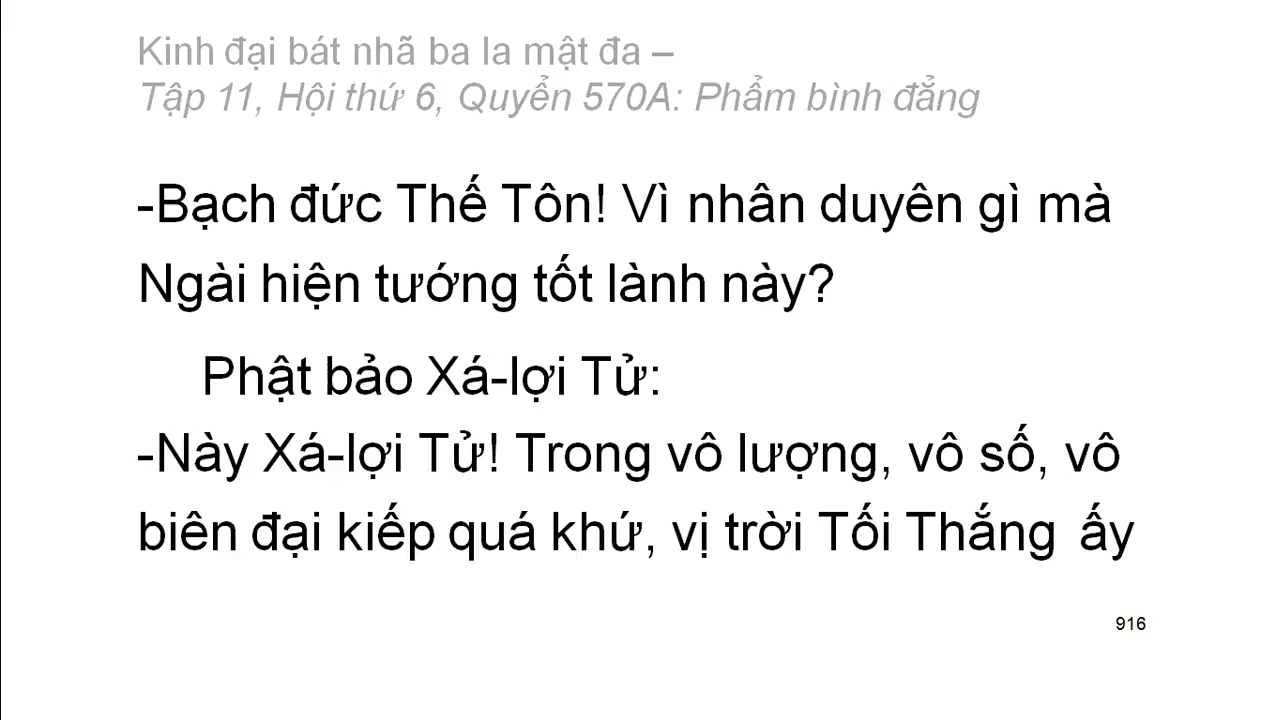 Kinh đại bát nhã ba la mật đa –
Tập 11, Hội thứ 6, Quyển 570A: Phẩm bình đẳng
-Bạch đức Thế Tôn! Vì nhân duyên gì mà
Ngài hiện tướng tốt lành này?
Phật bảo Xá-lợi Tử:
-Này Xá-lợi Tử! Trong vô lượng, vô số, vô
biên đại kiếp quá khứ, vị trời Tối Thắng ấy
916